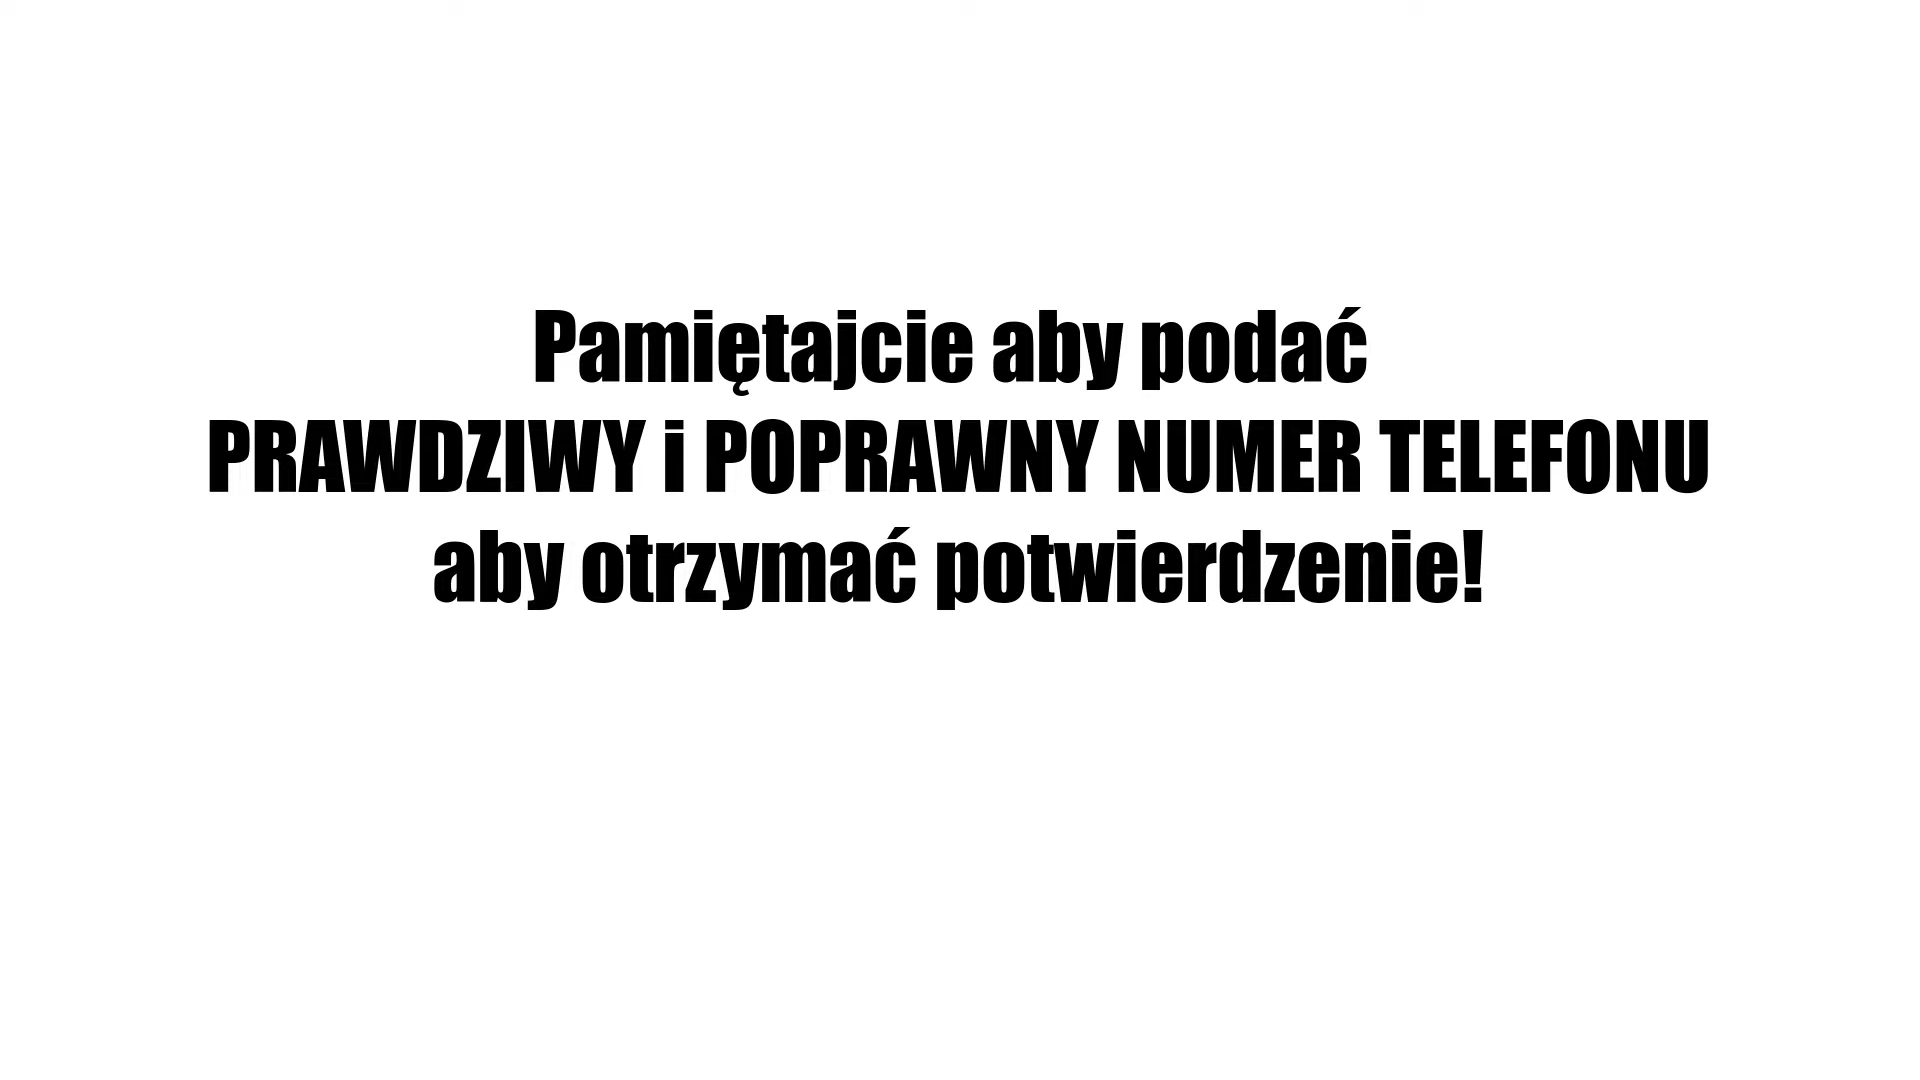 Pamiętajcie aby podać
PRAWDZIWY i POPRAWNY NUMER TELEFONU
aby otrzymać potwierdzenie!